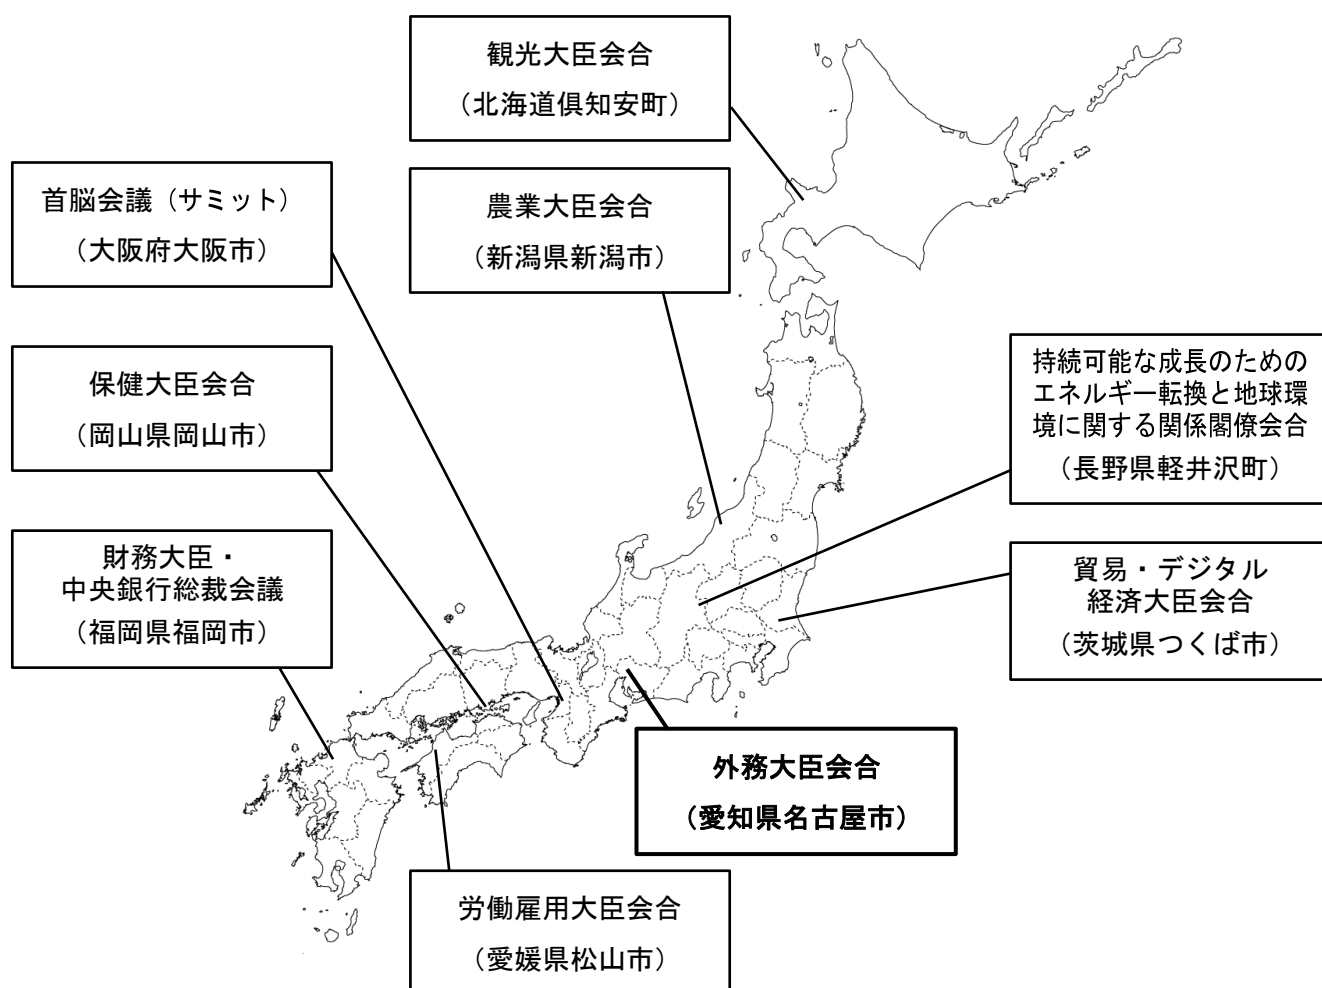 観光大臣会合
（北海道倶知安町）
首脳会議（サミット）
（大阪府大阪市）
農業大臣会合
（新潟県新潟市）
保健大臣会合
（岡山県岡山市）
持続可能な成長のための
エネルギー転換と地球環
境に関する関係閣僚会合
（長野県軽井沢町）
財務大臣・
中央銀行総裁会議
（福岡県福岡市）
貿易・デジタル
経済大臣会合
（茨城県つくば市）
外務大臣会合
（愛知県名古屋市）
労働雇用大臣会合
（愛媛県松山市）